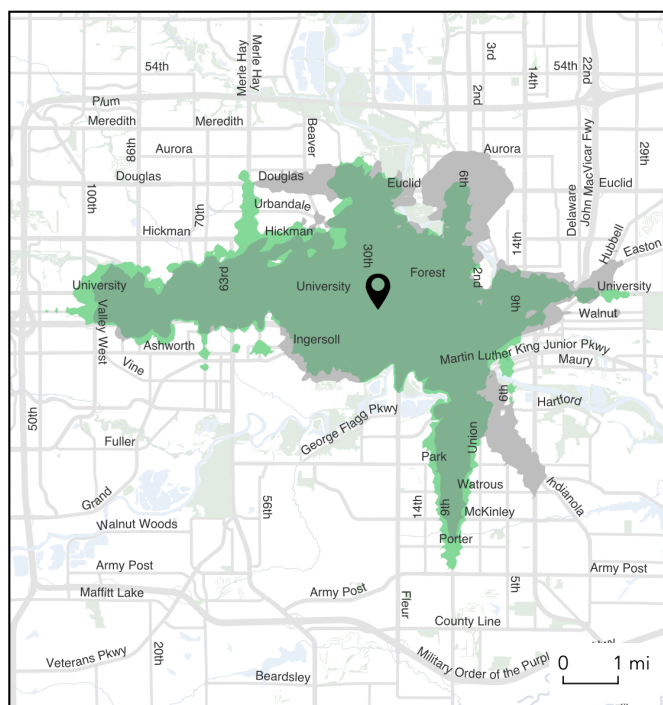 3rd
Merle Hay
Merle Hay
54th
14th
54th
22nd
Plum
2nd
Meredith
Meredith
Beaver
John MacVicar Fwy
86th
Aurora
Aurora
29th
100th
Douglas
Douglas
Euclid
6th
Euclid
Delaware
Urbandale
70th
Hickman
Hickman
14th
Hubbell
Easton
30th
63rd
Forest
2nd
University
University
University
9th
Walnut
Valley West
Ingersoll
Ashworth
Martin Luther King Junior Pkwy
Vine
Maury
6th
Hartford
50th
George Flagg Pkwy
Fuller
Union
Park
Grand
Watrous
Indianola
56th
14th
9th
McKinley
Walnut Woods
Porter
Army Post
Army Post
Army Post
Maffitt Lake
Fleur
5th
County Line
20th
Veterans Pkwy
Military Order of the Purpl
Beardsley
0 1 mi